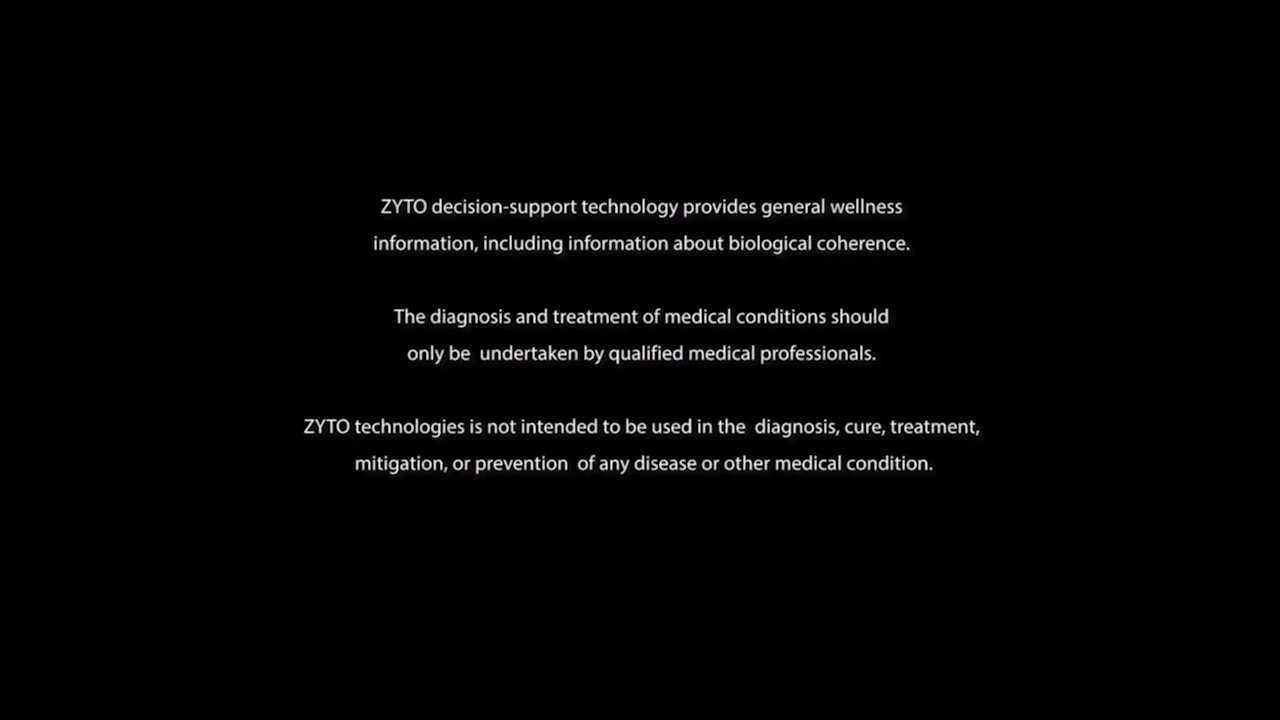 ZYTO decision-support technology provides general wellness
information, including information about biological coherence.
The diagnosis and treatment of medical conditions should
only be undertaken by qualified medical professionals.
ZYTO technologies is not intended to be used in the diagnosis, cure, treatment,
mitigation, or prevention of any disease or other medical condition.